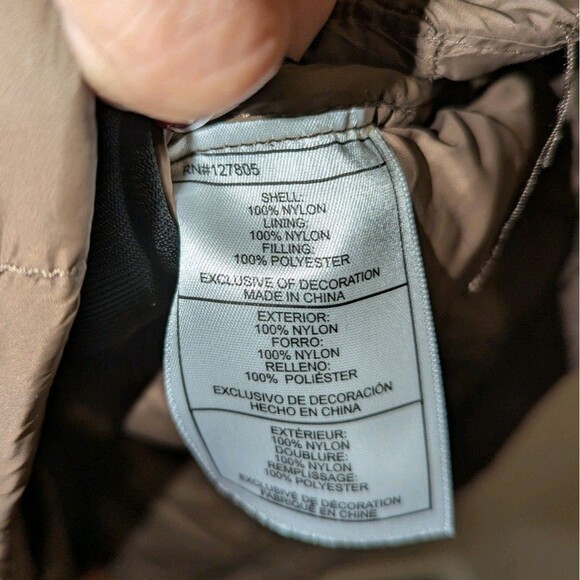 RN#127805
SHELL:
100% NYLON
LINING:
100% NYLON
FILLING:
100% POLYESTER
EXCLUSIVE OF DECORATION
MADE IN CHINA
EXTERIOR:
100% NYLON
FORRO:
100% NYLON
RELLENO:
100% POLIÉSTER
EXCLUSIVO DE DECORACIÓN
HECHO EN CHINA
EXTÉRIEUR:
100% NYLON
DOUBLURE:
100% NYLON
REMPLISSAGE:
100% POLYESTER
EXCLUSIVE DE DÉCORATION
FABRIQUÉ EN CHINE